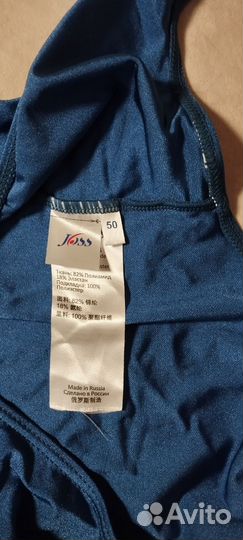 50
Joss
Ткань: 82% Полиамид
18% Эластан
Подкладка: 100%
Полиэстер
面料: 82% 锦纶
18% 氨纶
里料: 100% 聚酯纤维
Made in Russia
Сделано в России
俄罗斯制造
Avito